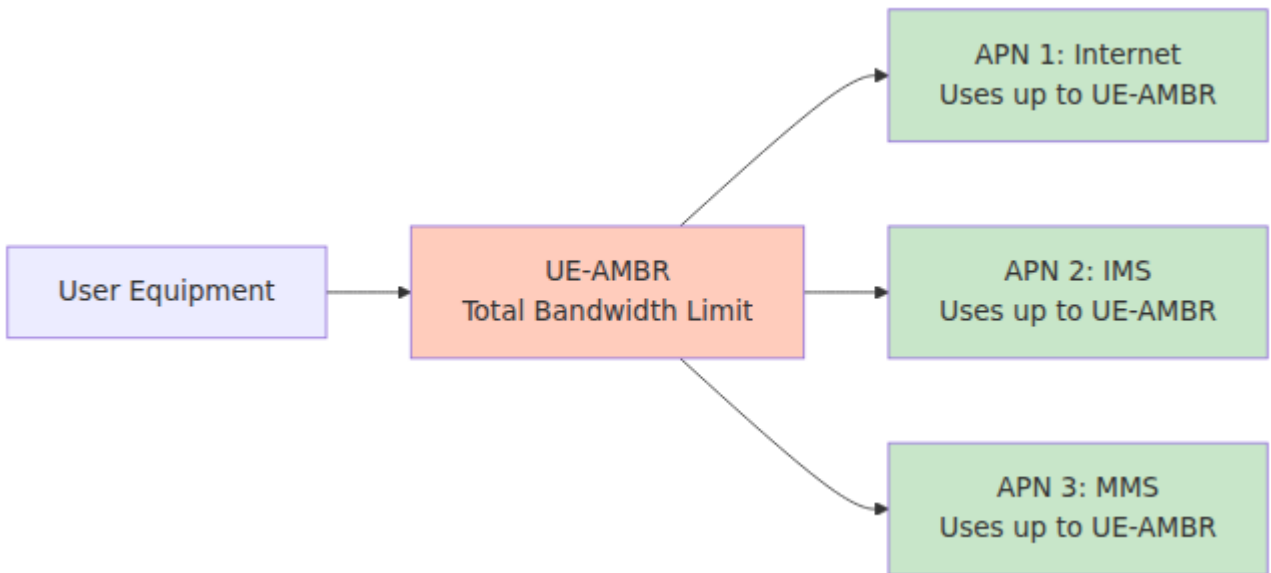 User Equipment
UE-AMBR
Total Bandwidth Limit
APN 1: Internet
Uses up to UE-AMBR
APN 2: IMS
Uses up to UE-AMBR
APN 3: MMS
Uses up to UE-AMBR